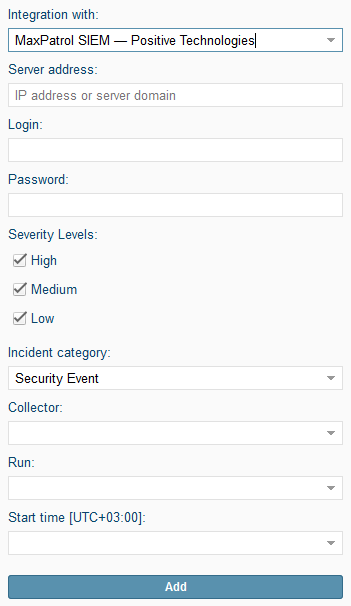 Integration with:
MaxPatrol SIEM — Positive Technologies
Server address:
IP address or server domain
Login:
Password:
Severity Levels:
High
Medium
Low
Incident category:
Security Event
Collector:
Run:
Start time [UTC+03:00]:
Add